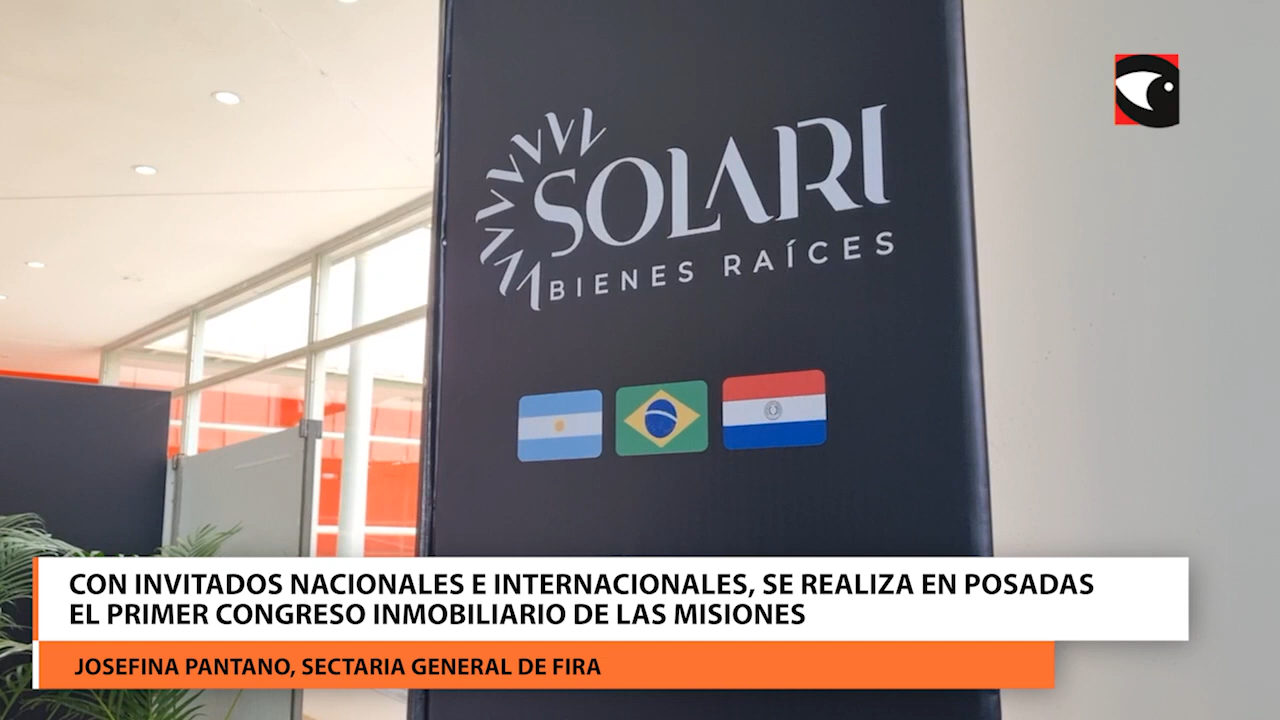 SOLARI
BIENES RAÍCES
CON INVITADOS NACIONALES E INTERNACIONALES, SE REALIZA EN POSADAS
EL PRIMER CONGRESO INMOBILIARIO DE LAS MISIONES
JOSEFINA PANTANO, SECTARIA GENERAL DE FIRA